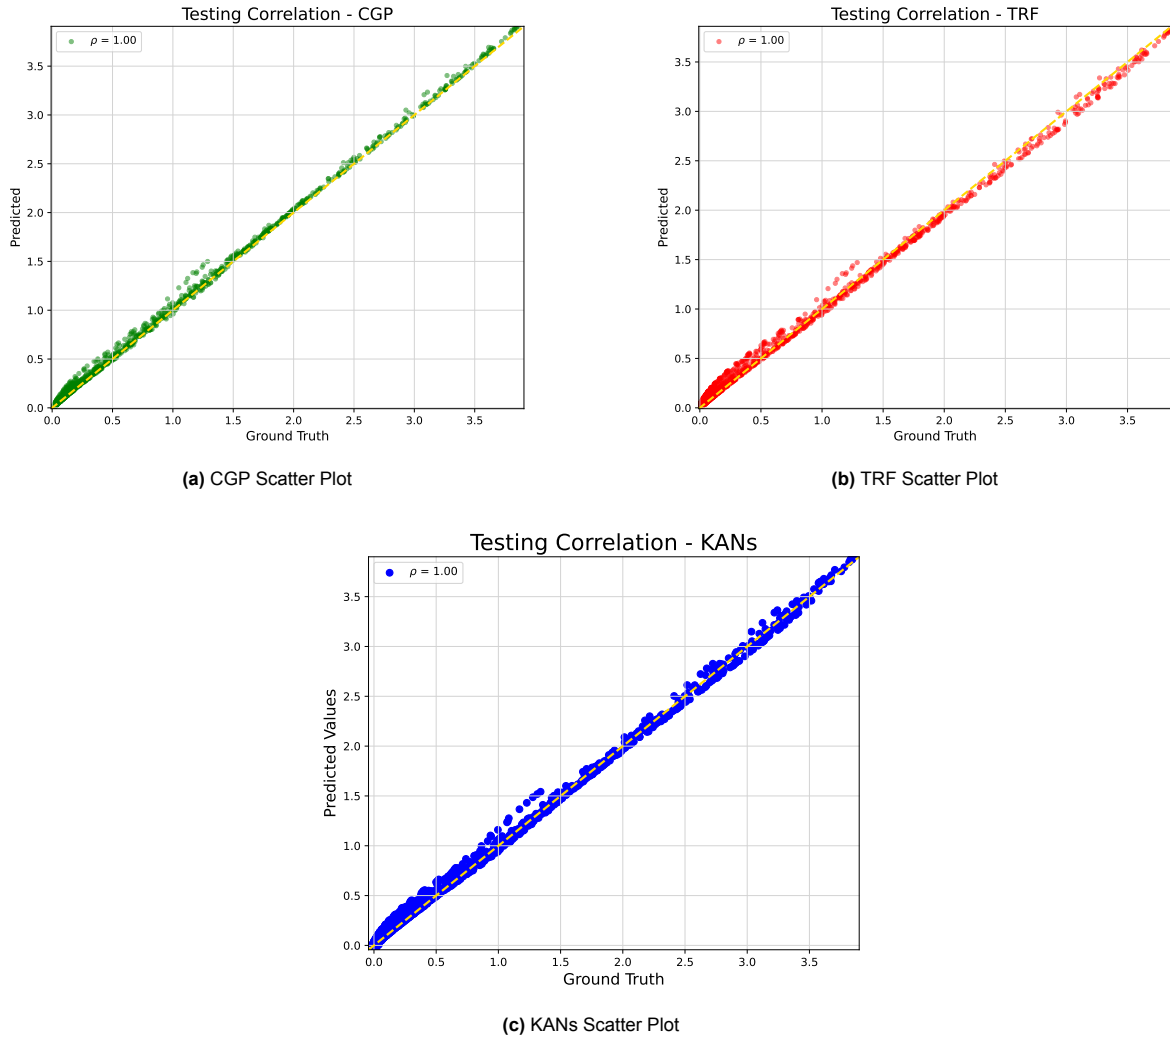 Testing Correlation - CGP
ρ = 1.00
3.5
3.0
2.5
2.0
1.5
1.0
0.5
0.0
Predicted
0.0 0.5 1.0 1.5 2.0 2.5 3.0 3.5
Ground Truth
(a) CGP Scatter Plot
Testing Correlation - TRF
ρ = 1.00
3.5
3.0
2.5
2.0
1.5
1.0
0.5
0.0
Predicted
0.0 0.5 1.0 1.5 2.0 2.5 3.0 3.5
Ground Truth
(b) TRF Scatter Plot
Testing Correlation - KANs
ρ = 1.00
3.5
3.0
2.5
2.0
1.5
1.0
0.5
0.0
Predicted Values
0.0 0.5 1.0 1.5 2.0 2.5 3.0 3.5
Ground Truth
(c) KANs Scatter Plot